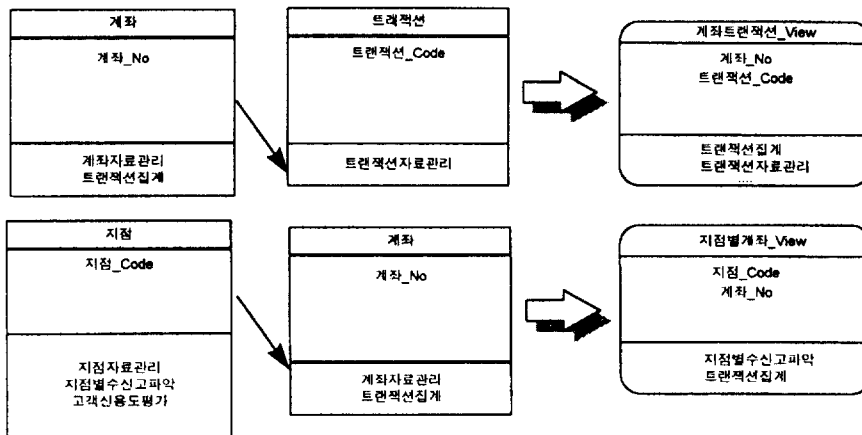 계좌
계좌_No
계좌자료관리
트랜잭션집계
트래잭션
트랜잭션_Code
트랜잭션자료관리
계좌트랜잭션_View
계좌_No
트랜잭션_Code
트랜잭션집계
트랜잭션자료관리
....
지점
지점_Code
지점자료관리
지점별수신고파악
고객신용도평가
계좌
계좌_No
계좌자료관리
트랜잭션집계
지점별계좌_View
지점_Code
계좌_No
지점별수신고파악
트랜잭션집계